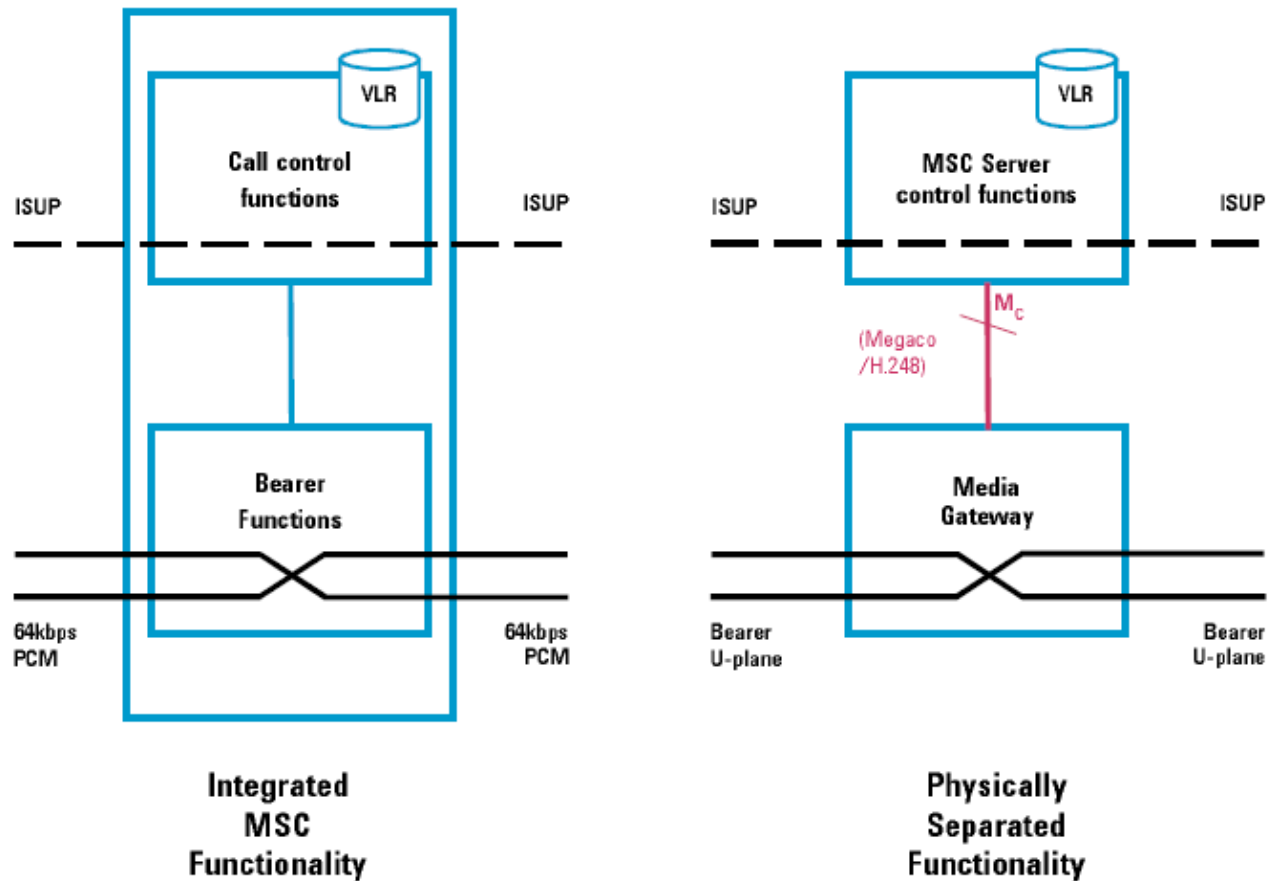 VLR
Call control
functions
ISUP
ISUP
Bearer
Functions
64kbps
PCM
64kbps
PCM
Integrated
MSC
Functionality
VLR
MSC Server
control functions
ISUP
ISUP
Mc
(Megaco
/H.248)
Media
Gateway
Bearer
U-plane
Bearer
U-plane
Physically
Separated
Functionality